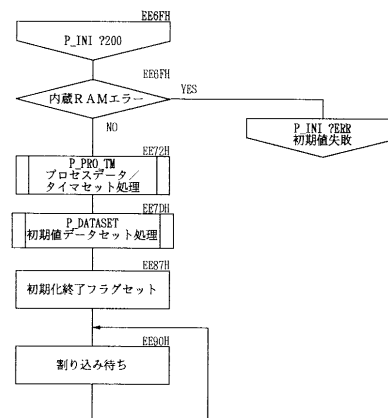 EE6FH
P_INI ?200
EE6FH
内蔵RAMエラー
YES
NO
P_INI ?ERR
初期値失敗
EE72H
P_PRO_TM
プロセスデータ／
タイマセット処理
EE7DH
P_DATASET
初期値データセット処理
EE87H
初期化終了フラグセット
EE90H
割り込み待ち